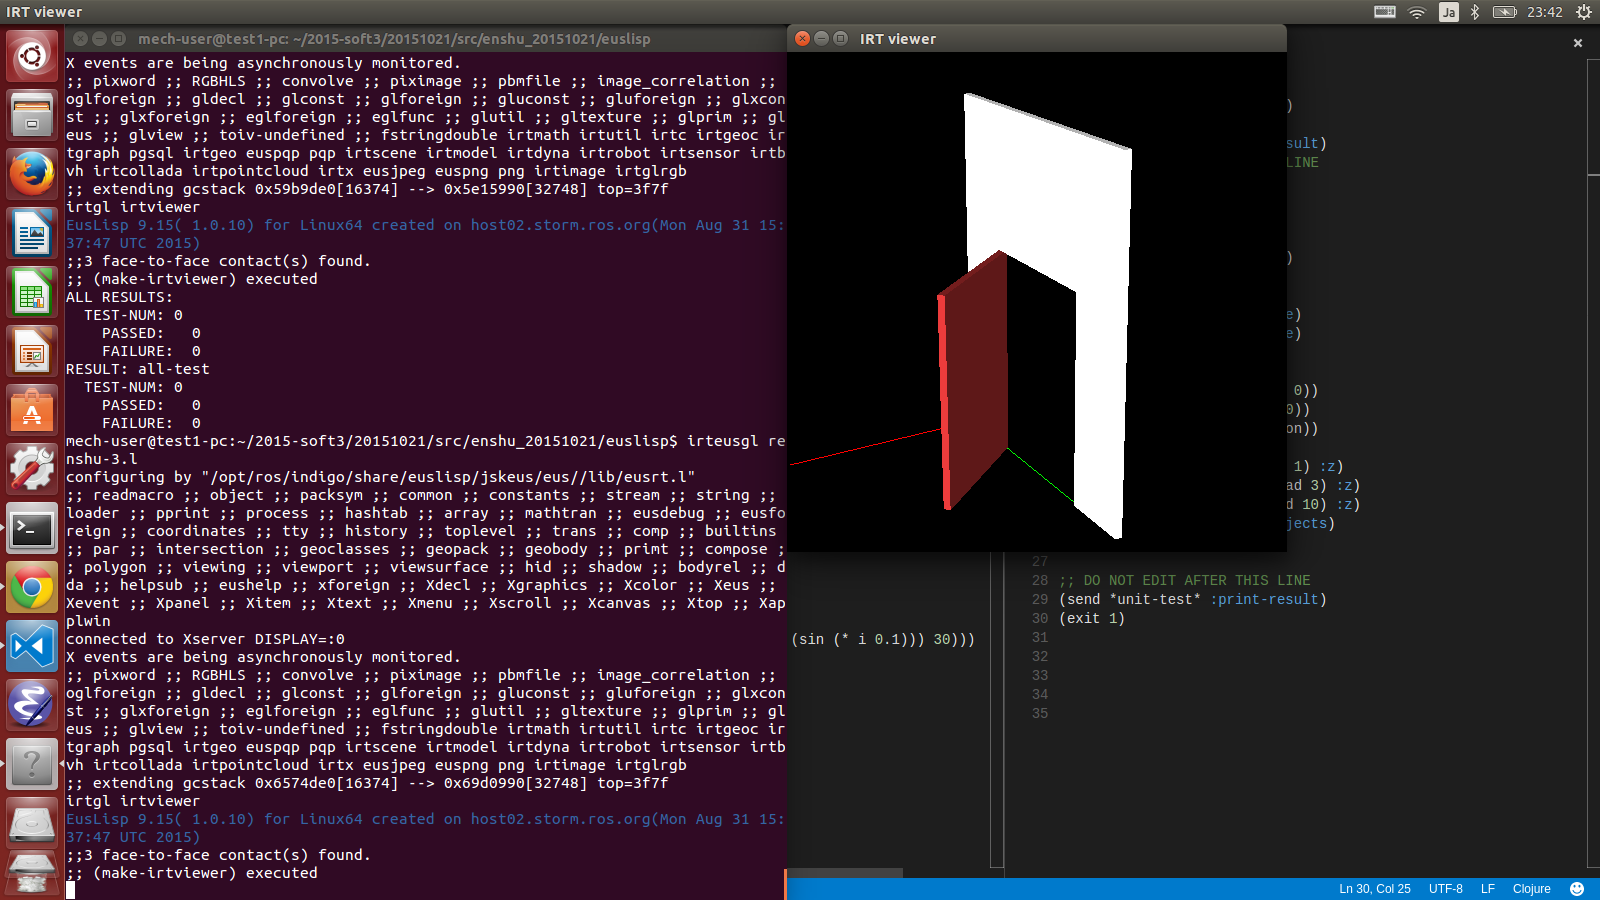 IRT viewer
Ja
23:42
mech-user@test1-pc: ~/2015-soft3/20151021/src/enshu_20151021/euslisp
X events are being asynchronously monitored.
;; pixword ;; RGBHLS ;; convolve ;; piximage ;; pbmfile ;; image_correlation ;;
oglforeign ;; gldecl ;; glconst ;; glforeign ;; gluconst ;; gluforeign ;; glxcon
st ;; glxforeign ;; eglforeign ;; eglfunc ;; glutil ;; gltexture ;; glprim ;; gl
eus ;; glview ;; toiv-undefined ;; fstringdouble irtmath irtutil irtc irtgeoc ir
tgraph pgsql irtgeo euspqp pqp irtscene irtmodel irtdyna irtrobot irtsensor irtb
vh irtcollada irtpointcloud irtx eusjpeg euspng png irtimage irtglrgb
;; extending gcstack 0x59b9de0[16374] --> 0x5e15990[32748] top=3f7f
irtgl irtviewer
EusLisp 9.15( 1.0.10) for Linux64 created on host02.storm.ros.org(Mon Aug 31 15:
37:47 UTC 2015)
;;3 face-to-face contact(s) found.
;; (make-irtviewer) executed
ALL RESULTS:
TEST-NUM: 0
PASSED: 0
FAILURE: 0
RESULT: all-test
TEST-NUM: 0
PASSED: 0
FAILURE: 0
mech-user@test1-pc:~/2015-soft3/20151021/src/enshu_20151021/euslisp$ irteusgl re
nshu-3.l
configuring by "/opt/ros/indigo/share/euslisp/jskeus/eus//lib/eusrt.l"
;; readmacro ;; object ;; packsym ;; common ;; constants ;; stream ;; string ;;
loader ;; pprint ;; process ;; hashtab ;; array ;; mathtran ;; eusdebug ;; eusfo
reign ;; coordinates ;; tty ;; history ;; toplevel ;; trans ;; comp ;; builtins
;; par ;; intersection ;; geoclasses ;; geopack ;; geobody ;; primt ;; compose ;
; polygon ;; viewing ;; viewport ;; viewsurface ;; hid ;; shadow ;; bodyrel ;; d
da ;; helpsub ;; eushelp ;; xforeign ;; Xdecl ;; Xgraphics ;; Xcolor ;; Xeus ;;
Xevent ;; Xpanel ;; Xitem ;; Xtext ;; Xmenu ;; Xscroll ;; Xcanvas ;; Xtop ;; Xap
plwin
connected to Xserver DISPLAY=:0
X events are being asynchronously monitored.
;; pixword ;; RGBHLS ;; convolve ;; piximage ;; pbmfile ;; image_correlation ;;
oglforeign ;; gldecl ;; glconst ;; glforeign ;; gluconst ;; gluforeign ;; glxcon
st ;; glxforeign ;; eglforeign ;; eglfunc ;; glutil ;; gltexture ;; glprim ;; gl
eus ;; glview ;; toiv-undefined ;; fstringdouble irtmath irtutil irtc irtgeoc ir
tgraph pgsql irtgeo euspqp pqp irtscene irtmodel irtdyna irtrobot irtsensor irtb
vh irtcollada irtpointcloud irtx eusjpeg euspng png irtimage irtglrgb
;; extending gcstack 0x6574de0[16374] --> 0x69d0990[32748] top=3f7f
irtgl irtviewer
EusLisp 9.15( 1.0.10) for Linux64 created on host02.storm.ros.org(Mon Aug 31 15:
37:47 UTC 2015)
;;3 face-to-face contact(s) found.
;; (make-irtviewer) executed
IRT viewer
)
sult)
LINE
)
e)
e)
0))
0))
on))
1) :z)
ad 3) :z)
d 10) :z)
jects)
(sin (* i 0.1))) 30)))
27
28 ;; DO NOT EDIT AFTER THIS LINE
29 (send *unit-test* :print-result)
30 (exit 1)
31
32
33
34
35
Ln 30, Col 25 UTF-8 LF Clojure